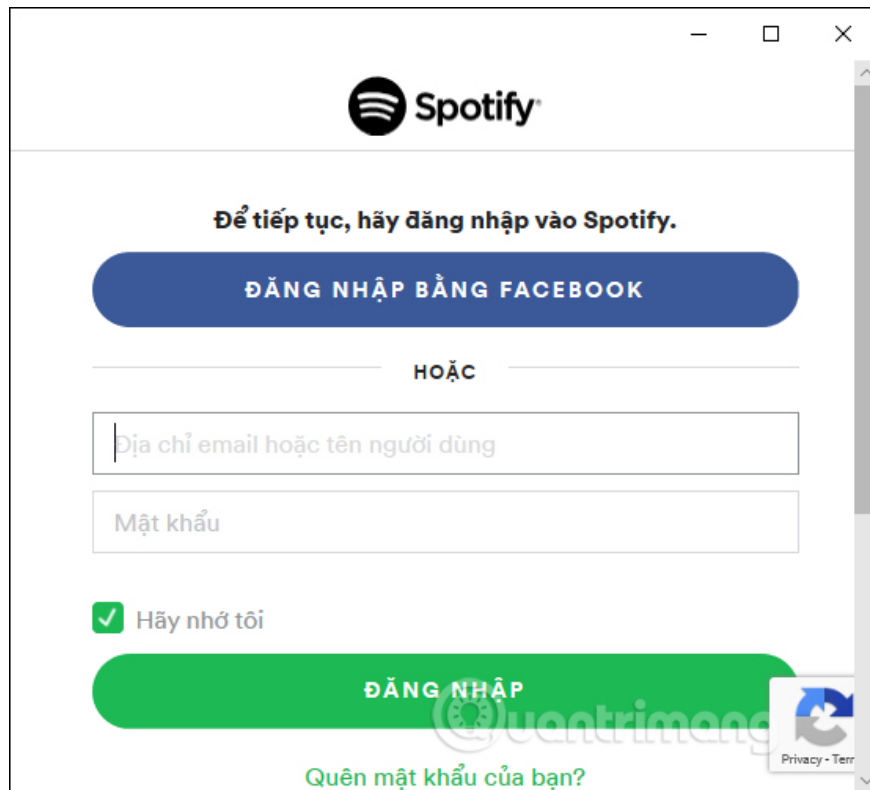 Spotify
Để tiếp tục, hãy đăng nhập vào Spotify.
ĐĂNG NHẬP BẰNG FACEBOOK
HOẶC
Địa chỉ email hoặc tên người dùng
Mật khẩu
Hãy nhớ tôi
ĐĂNG NHẬP
Quantrimang
Privacy - Terr
Quên mật khẩu của bạn?